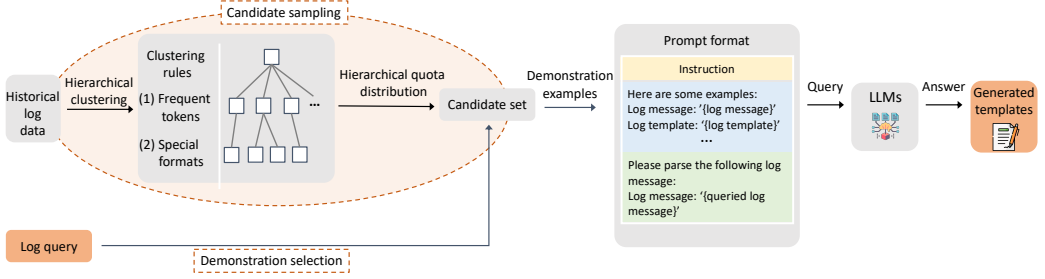 Candidate sampling
Historical
log
data
Hierarchical
clustering
Clustering
rules
(1) Frequent
tokens
(2) Special
formats
...
Hierarchical quota
distribution
Candidate set
Log query
Demonstration selection
Demonstration
examples
Prompt format
Instruction
Here are some examples:
Log message: '{log message}'
Log template: '{log template}'
...
Please parse the following log
message:
Log message: '{queried log
message}'
Query
LLMs
Answer
Generated
templates